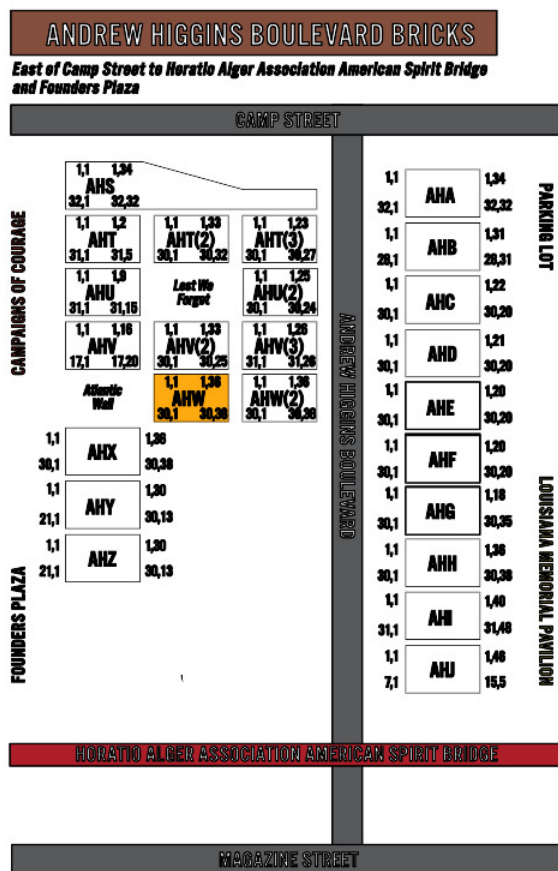 ANDREW HIGGINS BOULEVARD BRICKS
East of Camp Street to Horatio Alger Association American Spirit Bridge
and Founders Plaza
CAMP STREET
CAMPAIGNS OF COURAGE
FOUNDERS PLAZA
1,1 1,34
AHS
32,1 32,32
1,1 1,2
AHT
31,1 31,5
1,1 1,33
AHT(2)
30,1 30,32
1,1 1,23
AHT(3)
30,1 30,27
1,1 1,9
AHU
31,1 31,15
Lest We
Forget
1,1 1,25
AHU(2)
30,1 30,24
1,1 1,16
AHV
17,1 17,20
1,1 1,33
AHV(2)
30,1 30,25
1,1 1,26
AHV(3)
31,1 31,26
Atlantic
Wall
1,1 1,36
AHW
30,1 30,38
1,1 1,36
AHW(2)
30,1 30,38
1,1 1,36
AHX
30,1 30,38
1,1 1,30
AHY
21,1 30,13
1,1 1,30
AHZ
21,1 30,13
ANDREW HIGGINS BOULEVARD
1,1 1,34
AHA
32,1 32,32
1,1 1,31
AHB
28,1 28,31
1,1 1,22
AHC
30,1 30,20
1,1 1,21
AHD
30,1 30,20
1,1 1,20
AHE
30,1 30,20
1,1 1,20
AHF
30,1 30,20
1,1 1,18
AHG
30,1 30,35
1,1 1,36
AHH
30,1 30,38
1,1 1,40
AHI
31,1 31,48
1,1 1,48
AHJ
7,1 15,5
PARKING LOT
LOUISIANA MEMORIAL PAVILION
HORATIO ALGER ASSOCIATION AMERICAN SPIRIT BRIDGE
MAGAZINE STREET